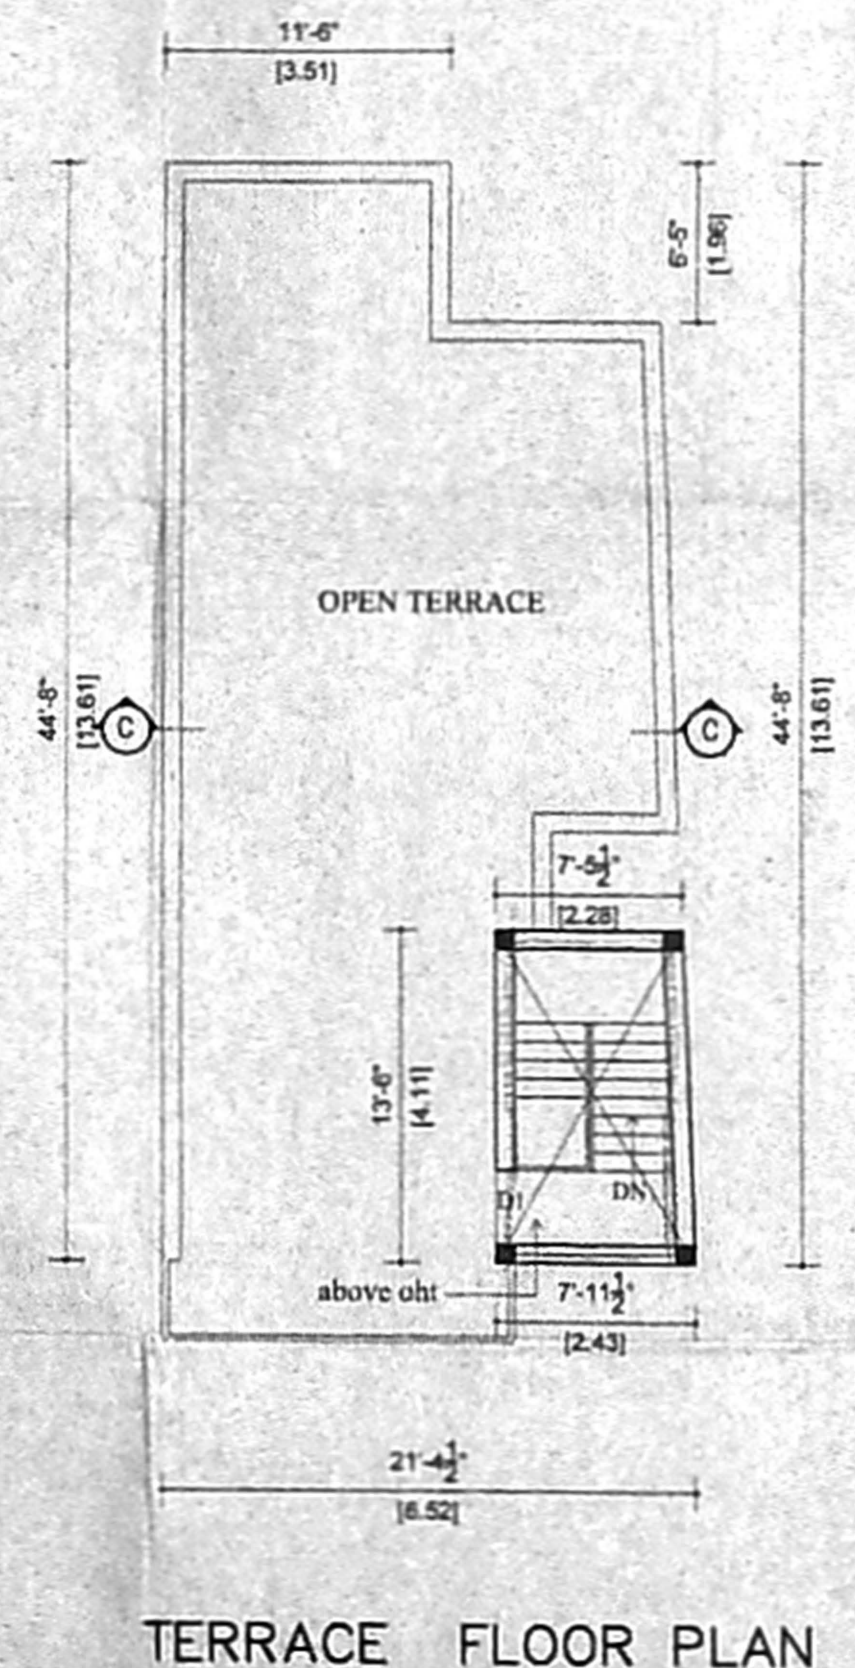 11'-6"
[3.51]
6'-5"
[1.96]
OPEN TERRACE
44'-8"
[13.61]
C
C
44'-8"
[13.61]
7'-5½"
[2.28]
13'-6"
[4.11]
D1
DN
above oht
7'-11½"
[2.43]
21'-4½"
[6.52]
TERRACE FLOOR PLAN